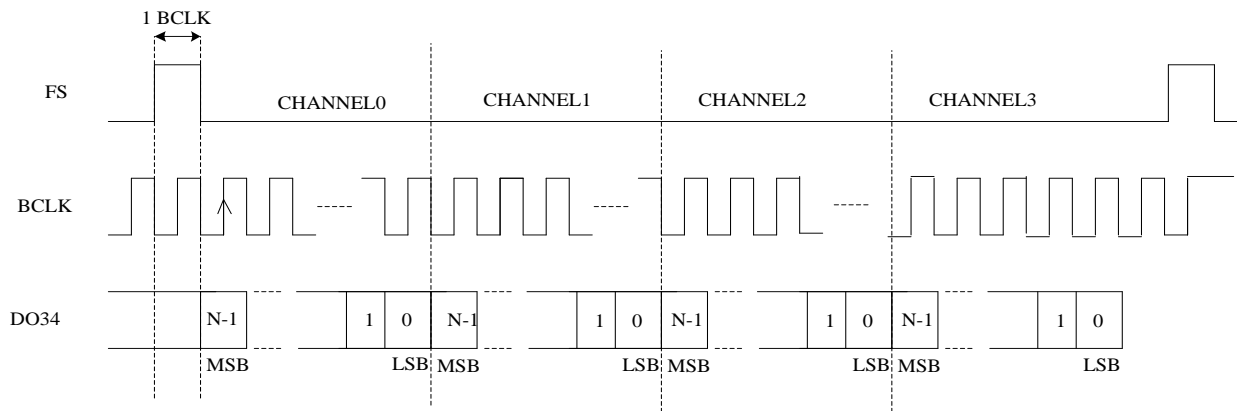 1 BCLK
FS
CHANNEL0 CHANNEL1 CHANNEL2 CHANNEL3
BCLK
DO34
N-1 1 0 N-1 1 0 N-1 1 0 N-1 1 0
MSB LSB MSB LSB MSB LSB MSB LSB